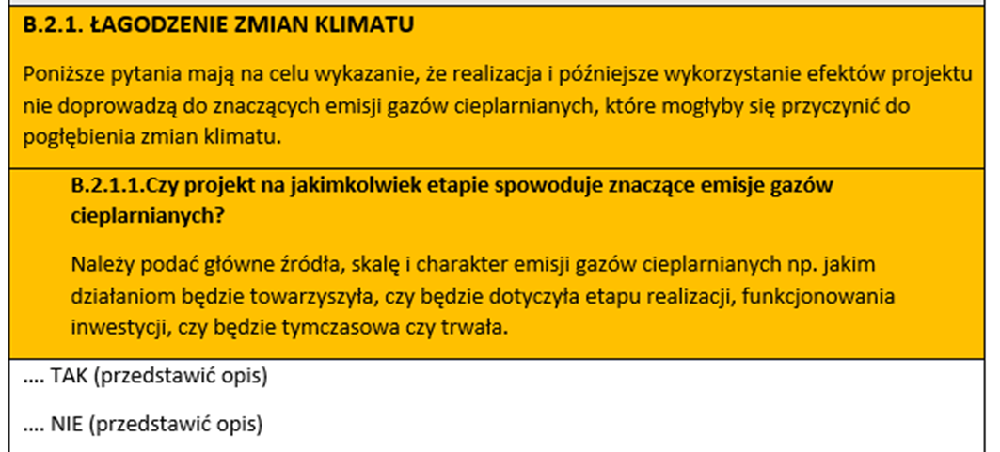 B.2.1. ŁAGODZENIE ZMIAN KLIMATU
Poniższe pytania mają na celu wykazanie, że realizacja i późniejsze wykorzystanie efektów projektu
nie doprowadzą do znaczących emisji gazów cieplarnianych, które mogłyby się przyczynić do
pogłębienia zmian klimatu.
B.2.1.1.Czy projekt na jakimkolwiek etapie spowoduje znaczące emisje gazów
cieplarnianych?
Należy podać główne źródła, skalę i charakter emisji gazów cieplarnianych np. jakim
działaniom będzie towarzyszyła, czy będzie dotyczyła etapu realizacji, funkcjonowania
inwestycji, czy będzie tymczasowa czy trwała.
.... TAK (przedstawić opis)
.... NIE (przedstawić opis)